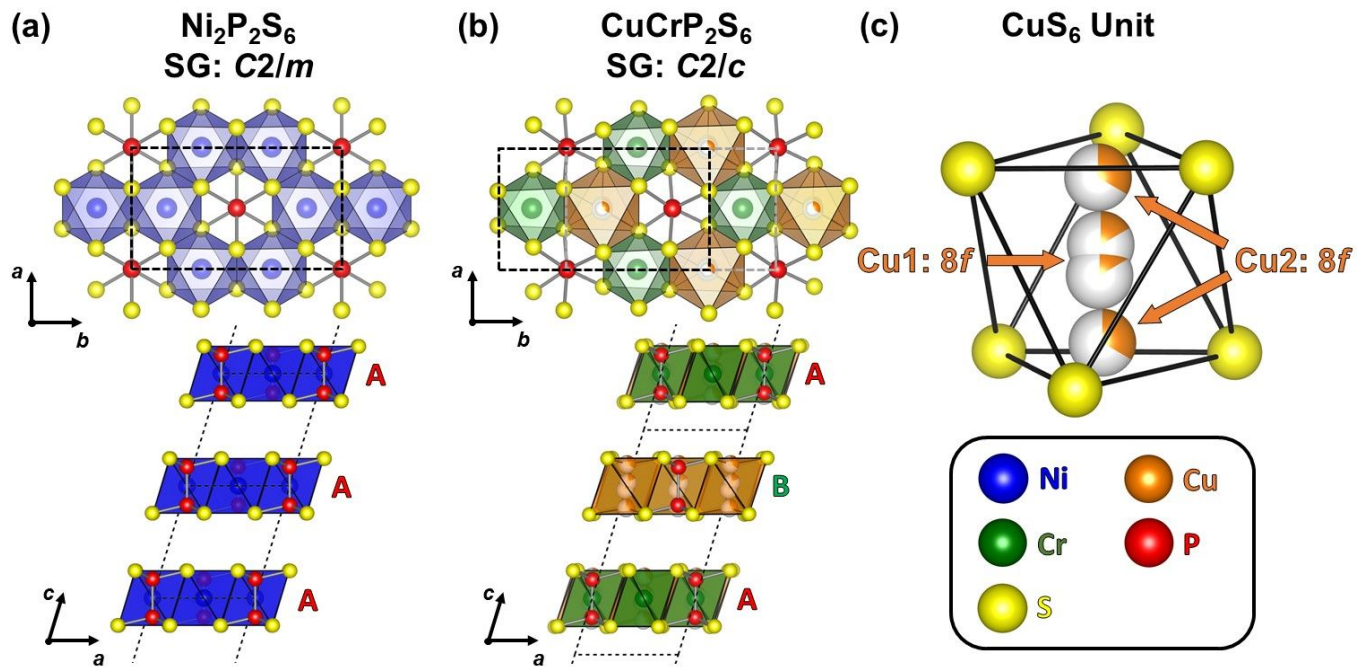 (a)
Ni2P2S6
SG: C2/m
a
b
A
A
A
c
a
(b)
CuCrP2S6
SG: C2/c
a
b
A
B
A
c
a
(c)
CuS6 Unit
Cu1: 8f
Cu2: 8f
Ni
Cu
Cr
P
S